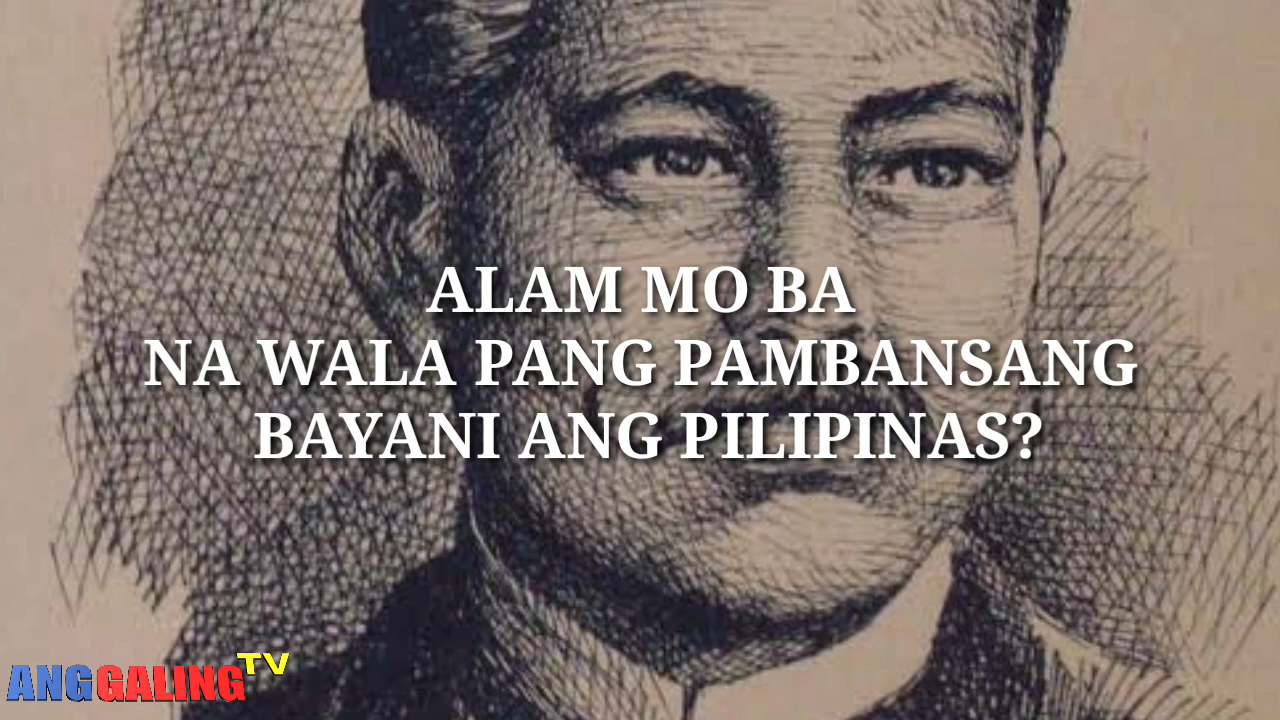 ALAM MO BA
NA WALA PANG PAMBANSANG
BAYANI ANG PILIPINAS?
ANGGALING TV